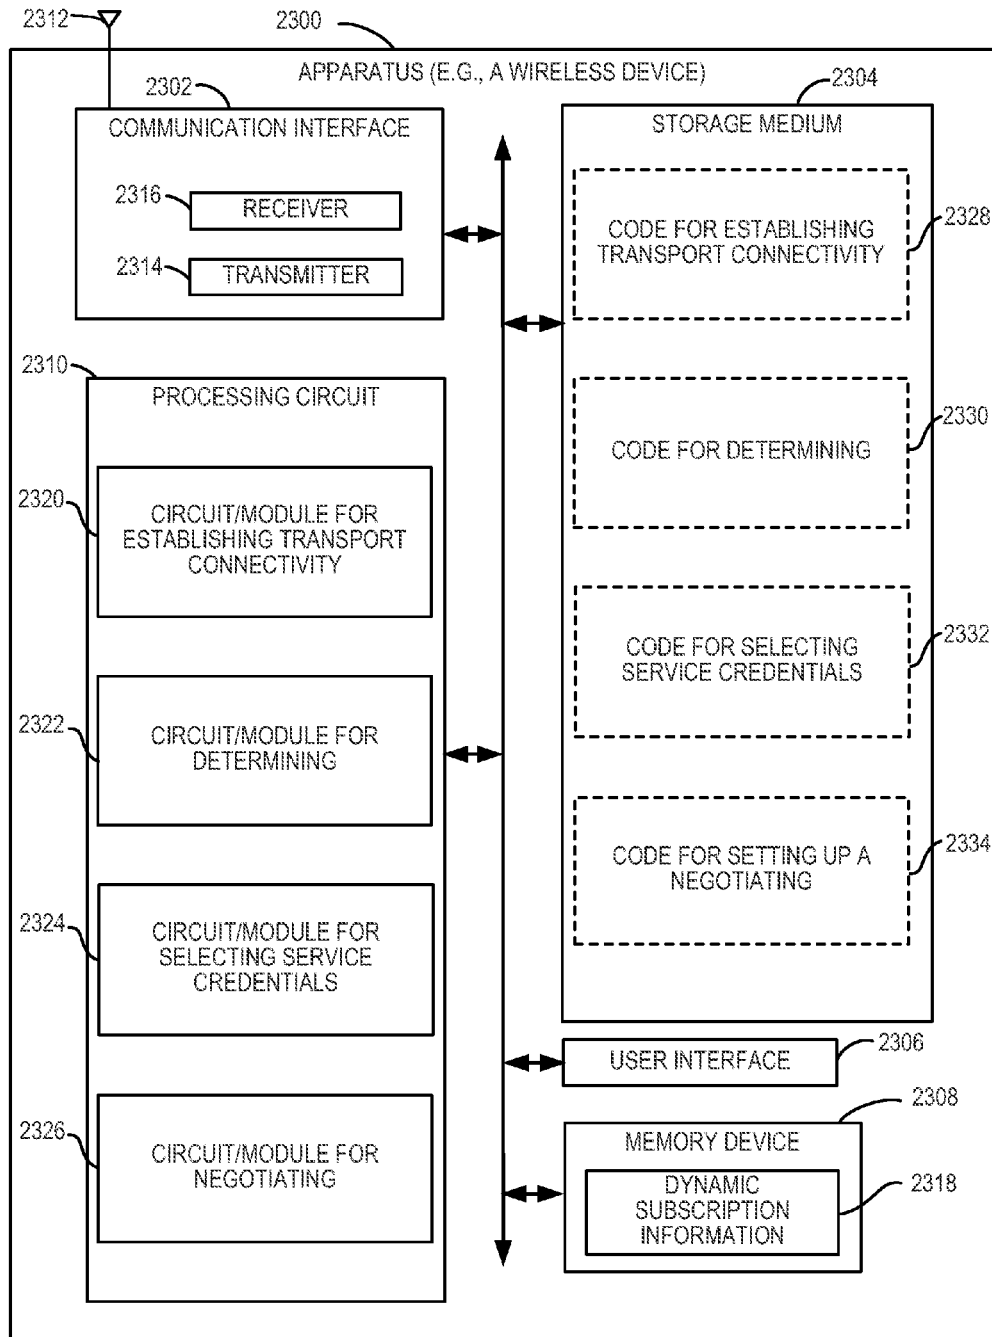 2312
2300
APPARATUS (E.G., A WIRELESS DEVICE)
2302
COMMUNICATION INTERFACE
2316
RECEIVER
2314
TRANSMITTER
2304
STORAGE MEDIUM
CODE FOR ESTABLISHING
TRANSPORT CONNECTIVITY
2328
CODE FOR DETERMINING
2330
CODE FOR SELECTING
SERVICE CREDENTIALS
2332
CODE FOR SETTING UP A
NEGOTIATING
2334
2310
PROCESSING CIRCUIT
2320
CIRCUIT/MODULE FOR
ESTABLISHING TRANSPORT
CONNECTIVITY
2322
CIRCUIT/MODULE FOR
DETERMINING
2324
CIRCUIT/MODULE FOR
SELECTING SERVICE
CREDENTIALS
2326
CIRCUIT/MODULE FOR
NEGOTIATING
USER INTERFACE
2306
2308
MEMORY DEVICE
DYNAMIC
SUBSCRIPTION
INFORMATION
2318